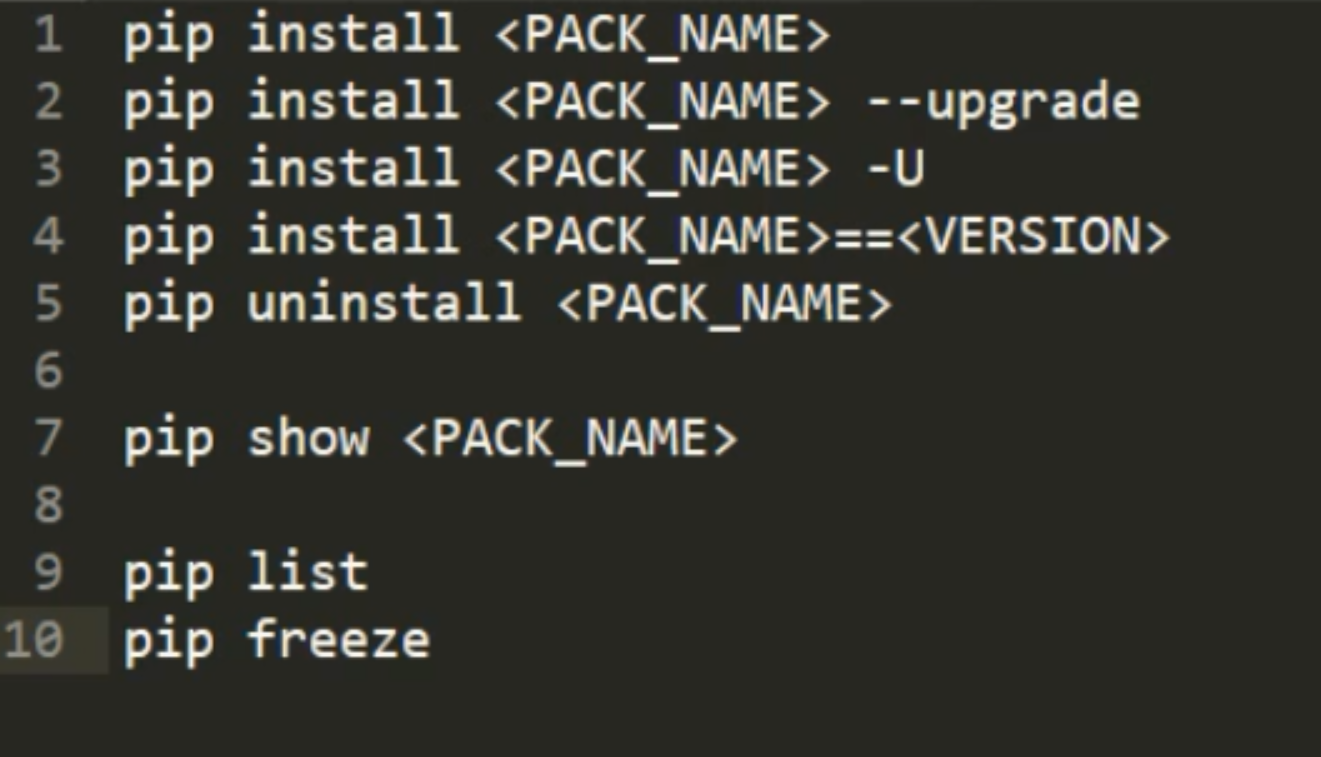 1 pip install <PACK_NAME>
2 pip install <PACK_NAME> --upgrade
3 pip install <PACK_NAME> -U
4 pip install <PACK_NAME>==<VERSION>
5 pip uninstall <PACK_NAME>
6
7 pip show <PACK_NAME>
8
9 pip list
10 pip freeze